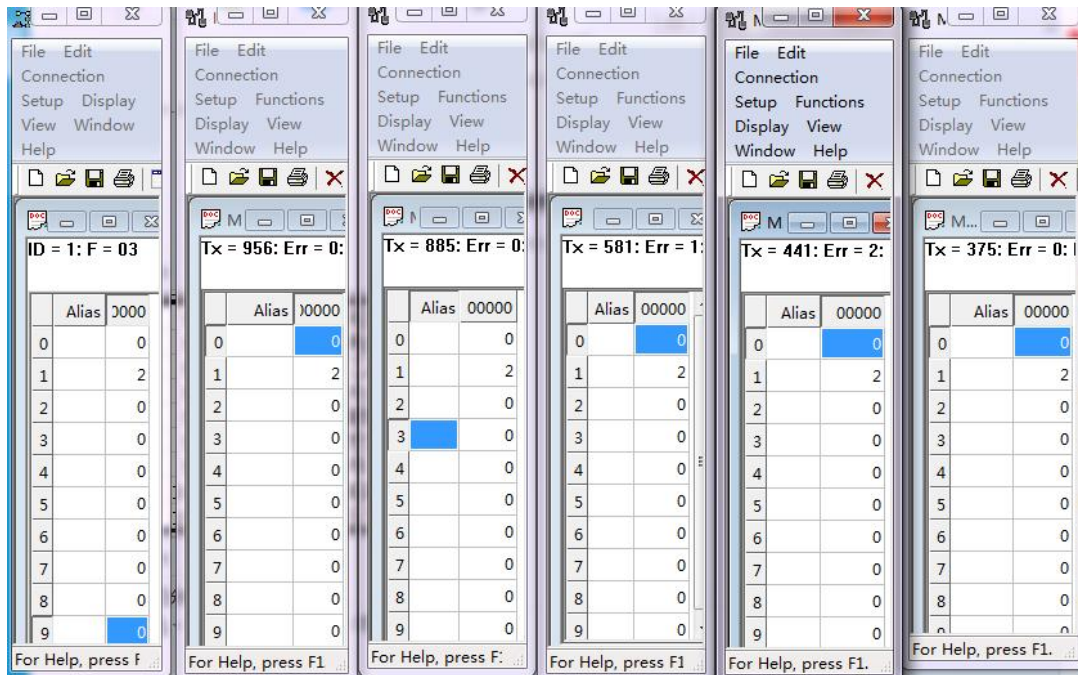 File Edit
Connection
Setup Display
View Window
Help
ID = 1: F = 03
Alias 0000
0 0
1 2
2 0
3 0
4 0
5 0
6 0
7 0
8 0
9 0
For Help, press F
File Edit
Connection
Setup Functions
Display View
Window Help
M
Tx = 956: Err = 0:
Alias 00000
0 0
1 2
2 0
3 0
4 0
5 0
6 0
7 0
8 0
9 0
For Help, press F1
File Edit
Connection
Setup Functions
Display View
Window Help
Tx = 885: Err = 0:
Alias 00000
0 0
1 2
2 0
3 0
4 0
5 0
6 0
7 0
8 0
9 0
For Help, press F
File Edit
Connection
Setup Functions
Display View
Window Help
Tx = 581: Err = 1:
Alias 00000
0 0
1 2
2 0
3 0
4 0
5 0
6 0
7 0
8 0
9 0
For Help, press F1
File Edit
Connection
Setup Functions
Display View
Window Help
M
Tx = 441: Err = 2:
Alias 00000
0 0
1 2
2 0
3 0
4 0
5 0
6 0
7 0
8 0
9 0
For Help, press F1.
File Edit
Connection
Setup Functions
Display View
Window Help
M...
Tx = 375: Err = 0:
Alias 00000
0 0
1 2
2 0
3 0
4 0
5 0
6 0
7 0
8 0
For Help, press F1.